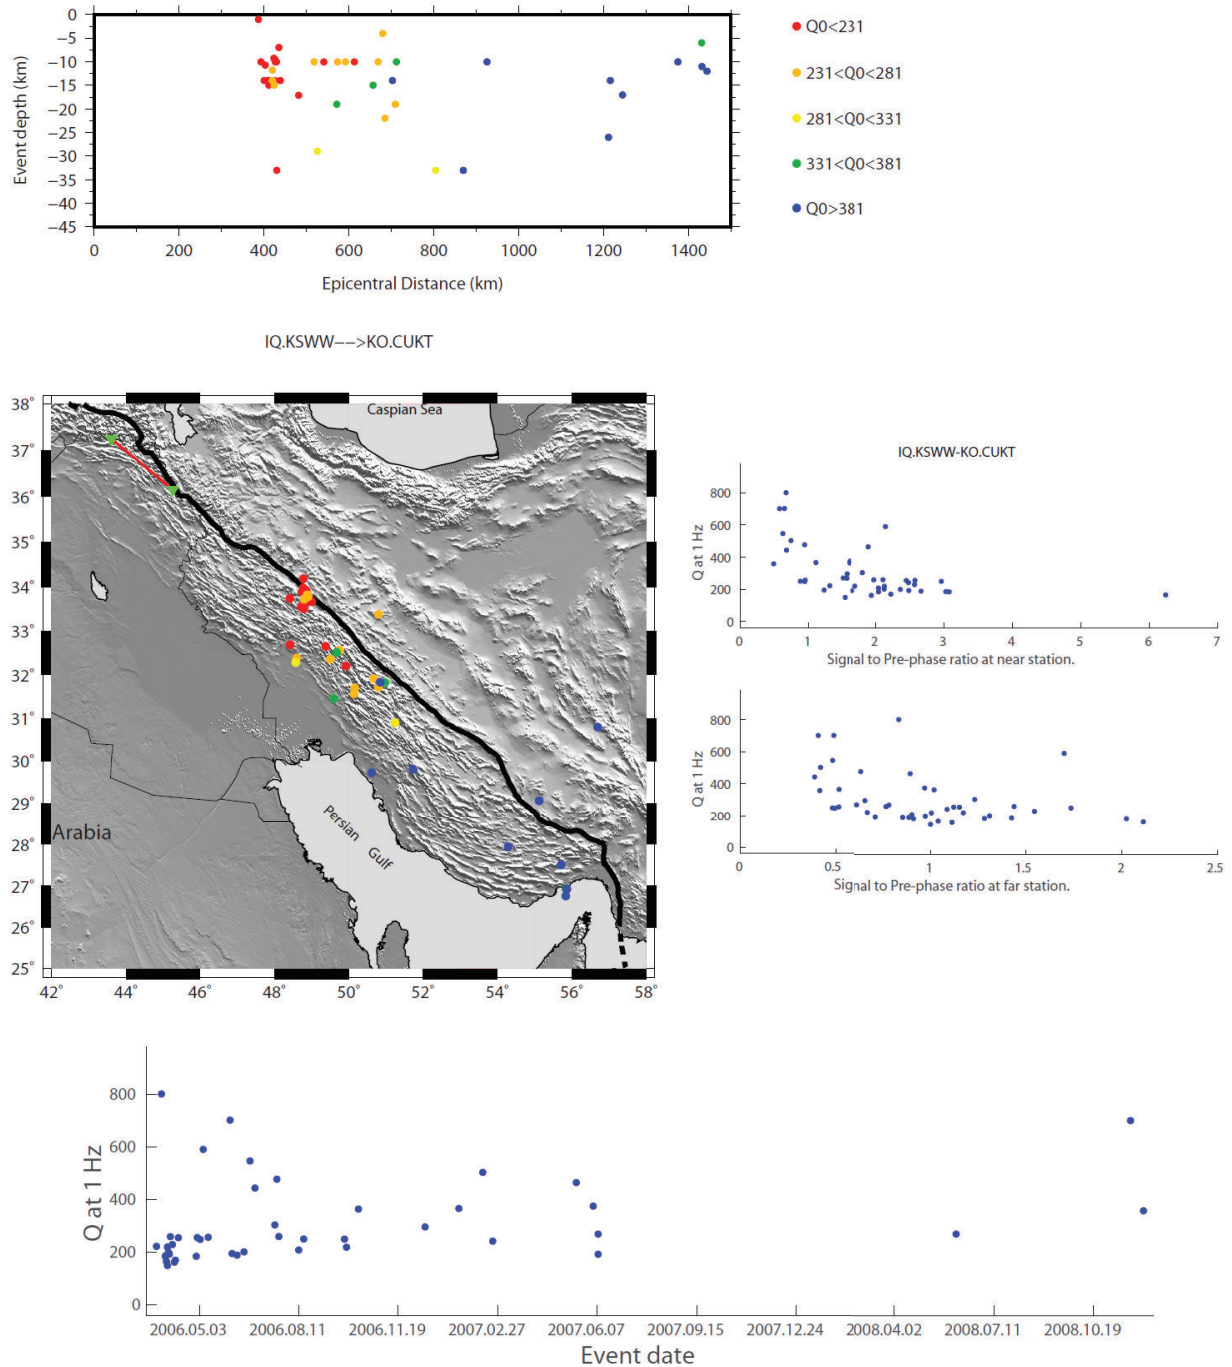 0
−5
−10
−15
−20
−25
−30
−35
−40
−45
Event depth (km)
0 200 400 600 800 1000 1200 1400
Epicentral Distance (km)
Q0<231
231<Q0<281
281<Q0<331
331<Q0<381
Q0>381
IQ.KSWW−−>KO.CUKT
38°
37°
36°
35°
34°
33°
32°
31°
30°
29°
28°
27°
26°
25°
42° 44° 46° 48° 50° 52° 54° 56° 58°
Caspian Sea
Persian
Gulf
Arabia
IQ.KSWW-KO.CUKT
800
600
400
200
0
Q at 1 Hz
0 1 2 3 4 5 6 7
Signal to Pre-phase ratio at near station.
800
600
400
200
0
Q at 1 Hz
0 0.5 1 1.5 2 2.5
Signal to Pre-phase ratio at far station.
800
600
400
200
0
Q at 1 Hz
2006.05.03 2006.08.11 2006.11.19 2007.02.27 2007.06.07 2007.09.15 2007.12.24 2008.04.02 2008.07.11 2008.10.19
Event date